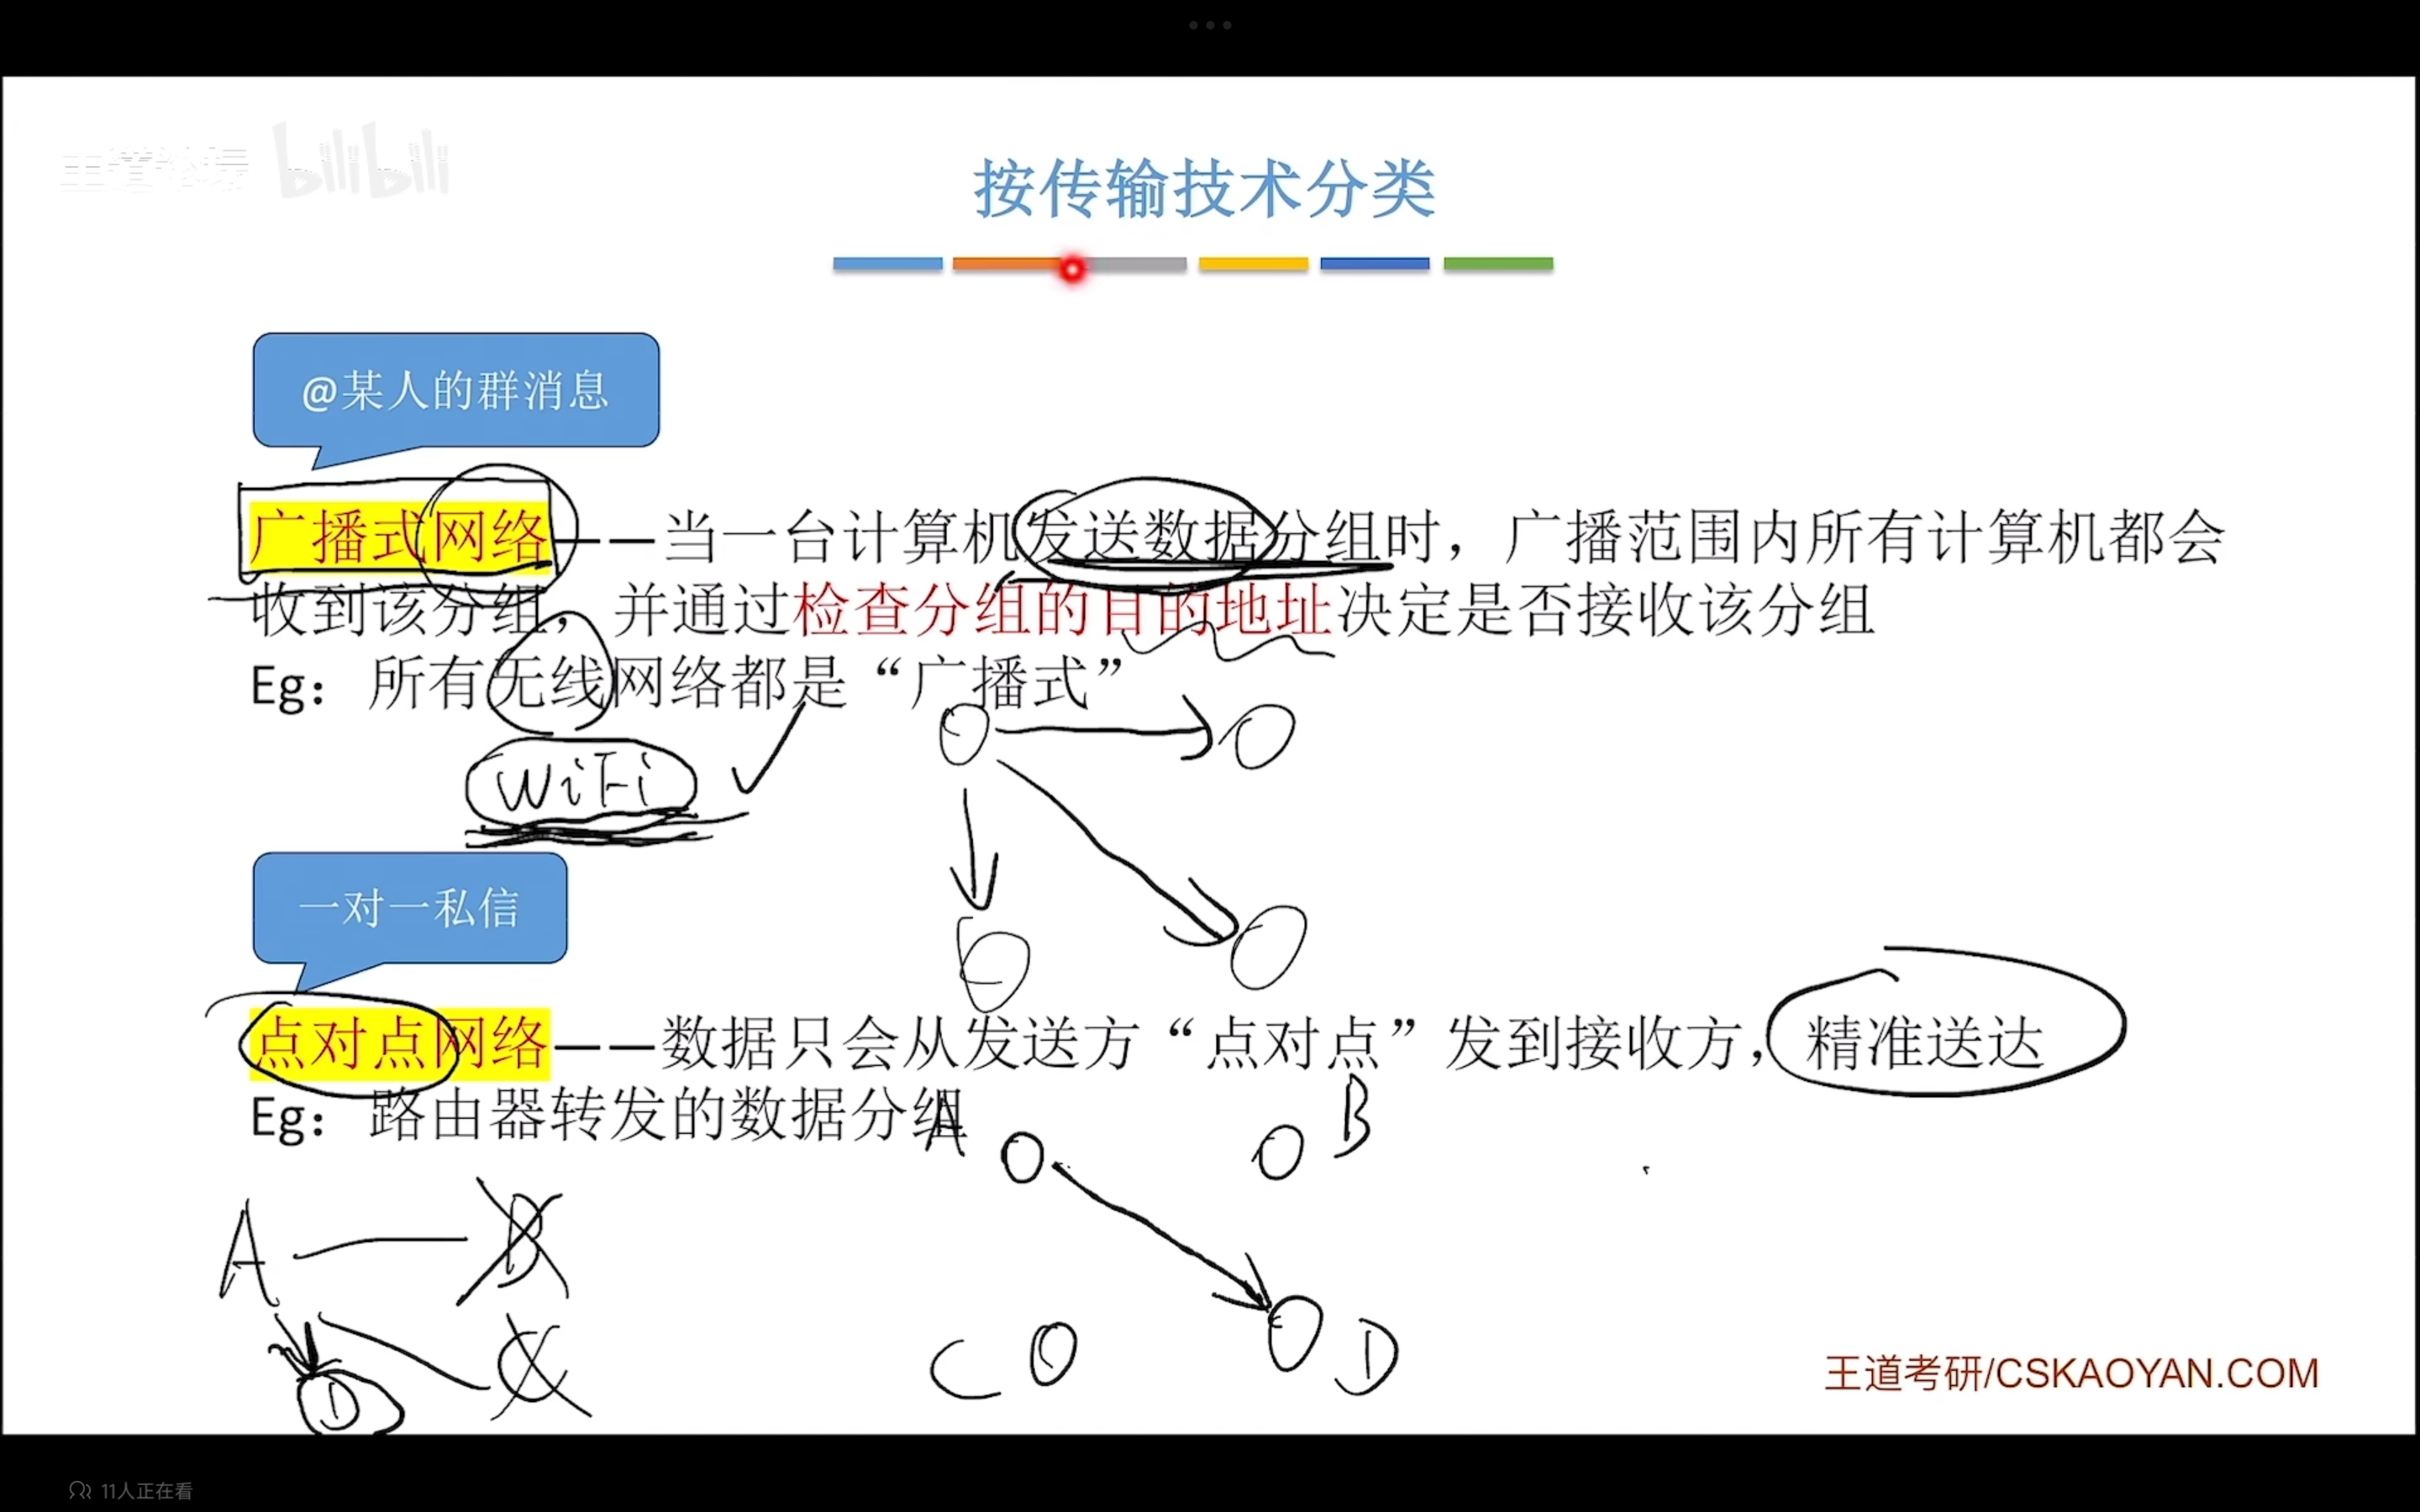 王道论坛 bilibili
按传输技术分类
@某人的群消息
广播式网络——当一台计算机发送数据分组时，广播范围内所有计算机都会
收到该分组，并通过检查分组的目的地址决定是否接收该分组
Eg：所有无线网络都是“广播式”
WiFi
一对一私信
点对点网络——数据只会从发送方“点对点”发到接收方，精准送达
Eg：路由器转发的数据分组
A
B
A
B
C
D
C
D
王道考研/CSKAOYAN.COM
11人正在看